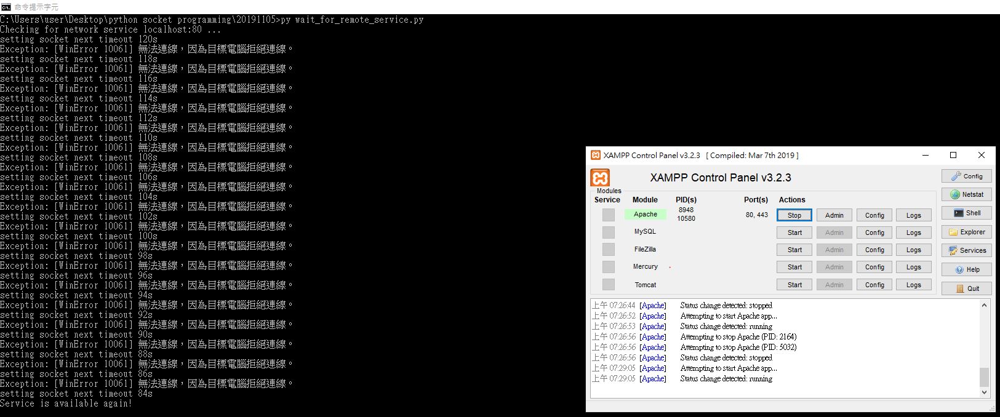 命令提示字元
C:\Users\user\Desktop\python socket programming\20191105>py wait_for_remote_service.py
Checking for network service localhost:80 ...
setting socket next timeout 120s
Exception: [WinError 10061] 無法連線，因為目標電腦拒絕連線。
setting socket next timeout 118s
Exception: [WinError 10061] 無法連線，因為目標電腦拒絕連線。
setting socket next timeout 116s
Exception: [WinError 10061] 無法連線，因為目標電腦拒絕連線。
setting socket next timeout 114s
Exception: [WinError 10061] 無法連線，因為目標電腦拒絕連線。
setting socket next timeout 112s
Exception: [WinError 10061] 無法連線，因為目標電腦拒絕連線。
setting socket next timeout 110s
Exception: [WinError 10061] 無法連線，因為目標電腦拒絕連線。
setting socket next timeout 108s
Exception: [WinError 10061] 無法連線，因為目標電腦拒絕連線。
setting socket next timeout 106s
Exception: [WinError 10061] 無法連線，因為目標電腦拒絕連線。
setting socket next timeout 104s
Exception: [WinError 10061] 無法連線，因為目標電腦拒絕連線。
setting socket next timeout 102s
Exception: [WinError 10061] 無法連線，因為目標電腦拒絕連線。
setting socket next timeout 100s
Exception: [WinError 10061] 無法連線，因為目標電腦拒絕連線。
setting socket next timeout 98s
Exception: [WinError 10061] 無法連線，因為目標電腦拒絕連線。
setting socket next timeout 96s
Exception: [WinError 10061] 無法連線，因為目標電腦拒絕連線。
setting socket next timeout 94s
Exception: [WinError 10061] 無法連線，因為目標電腦拒絕連線。
setting socket next timeout 92s
Exception: [WinError 10061] 無法連線，因為目標電腦拒絕連線。
setting socket next timeout 90s
Exception: [WinError 10061] 無法連線，因為目標電腦拒絕連線。
setting socket next timeout 88s
Exception: [WinError 10061] 無法連線，因為目標電腦拒絕連線。
setting socket next timeout 86s
Exception: [WinError 10061] 無法連線，因為目標電腦拒絕連線。
setting socket next timeout 84s
Service is available again!
XAMPP Control Panel v3.2.3 [ Compiled: Mar 7th 2019 ]
XAMPP Control Panel v3.2.3
Modules
Service Module PID(s) Port(s) Actions
Apache 8948 10580 80, 443 Stop Admin Config Logs
MySQL Start Admin Config Logs
FileZilla Start Admin Config Logs
Mercury Start Admin Config Logs
Tomcat Start Admin Config Logs
Config
Netstat
Shell
Explorer
Services
Help
Quit
上午 07:26:44 [Apache] Status change detected: stopped
上午 07:26:52 [Apache] Attempting to start Apache app...
上午 07:26:53 [Apache] Status change detected: running
上午 07:26:56 [Apache] Attempting to stop Apache (PID: 2164)
上午 07:26:56 [Apache] Attempting to stop Apache (PID: 5032)
上午 07:26:56 [Apache] Status change detected: stopped
上午 07:29:05 [Apache] Attempting to start Apache app...
上午 07:29:05 [Apache] Status change detected: running